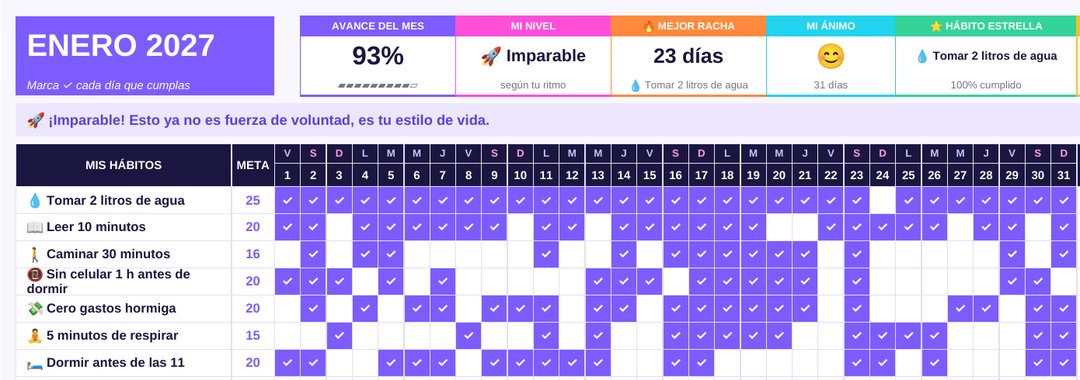 ENERO 2027
Marca ✓ cada día que cumplas
AVANCE DEL MES
93%
MI NIVEL
🚀 Imparable
según tu ritmo
🔥 MEJOR RACHA
23 días
💧 Tomar 2 litros de agua
MI ÁNIMO
😊
31 días
⭐ HÁBITO ESTRELLA
💧 Tomar 2 litros de agua
100% cumplido
🚀 ¡Imparable! Esto ya no es fuerza de voluntad, es tu estilo de vida.
MIS HÁBITOS META
V S D L M M J V S D L M M J V S D L M M J V S D L M M J V S D
1 2 3 4 5 6 7 8 9 10 11 12 13 14 15 16 17 18 19 20 21 22 23 24 25 26 27 28 29 30 31
💧 Tomar 2 litros de agua 25
📖 Leer 10 minutos 20
🚶 Caminar 30 minutos 16
📵 Sin celular 1 h antes de
dormir 20
💸 Cero gastos hormiga 20
🧘 5 minutos de respirar 15
🛏️ Dormir antes de las 11 20